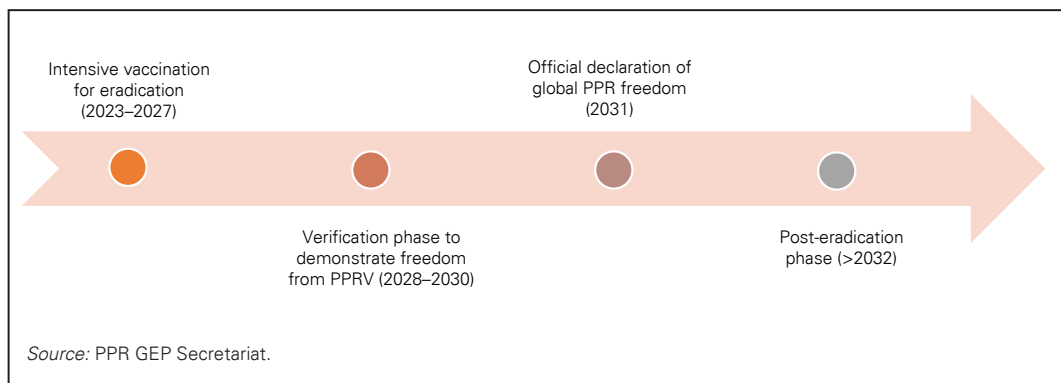 Intensive vaccination
for eradication
(2023–2027)
Official declaration of
global PPR freedom
(2031)
Verification phase to
demonstrate freedom
from PPRV (2028–2030)
Post-eradication
phase (>2032)
Source: PPR GEP Secretariat.